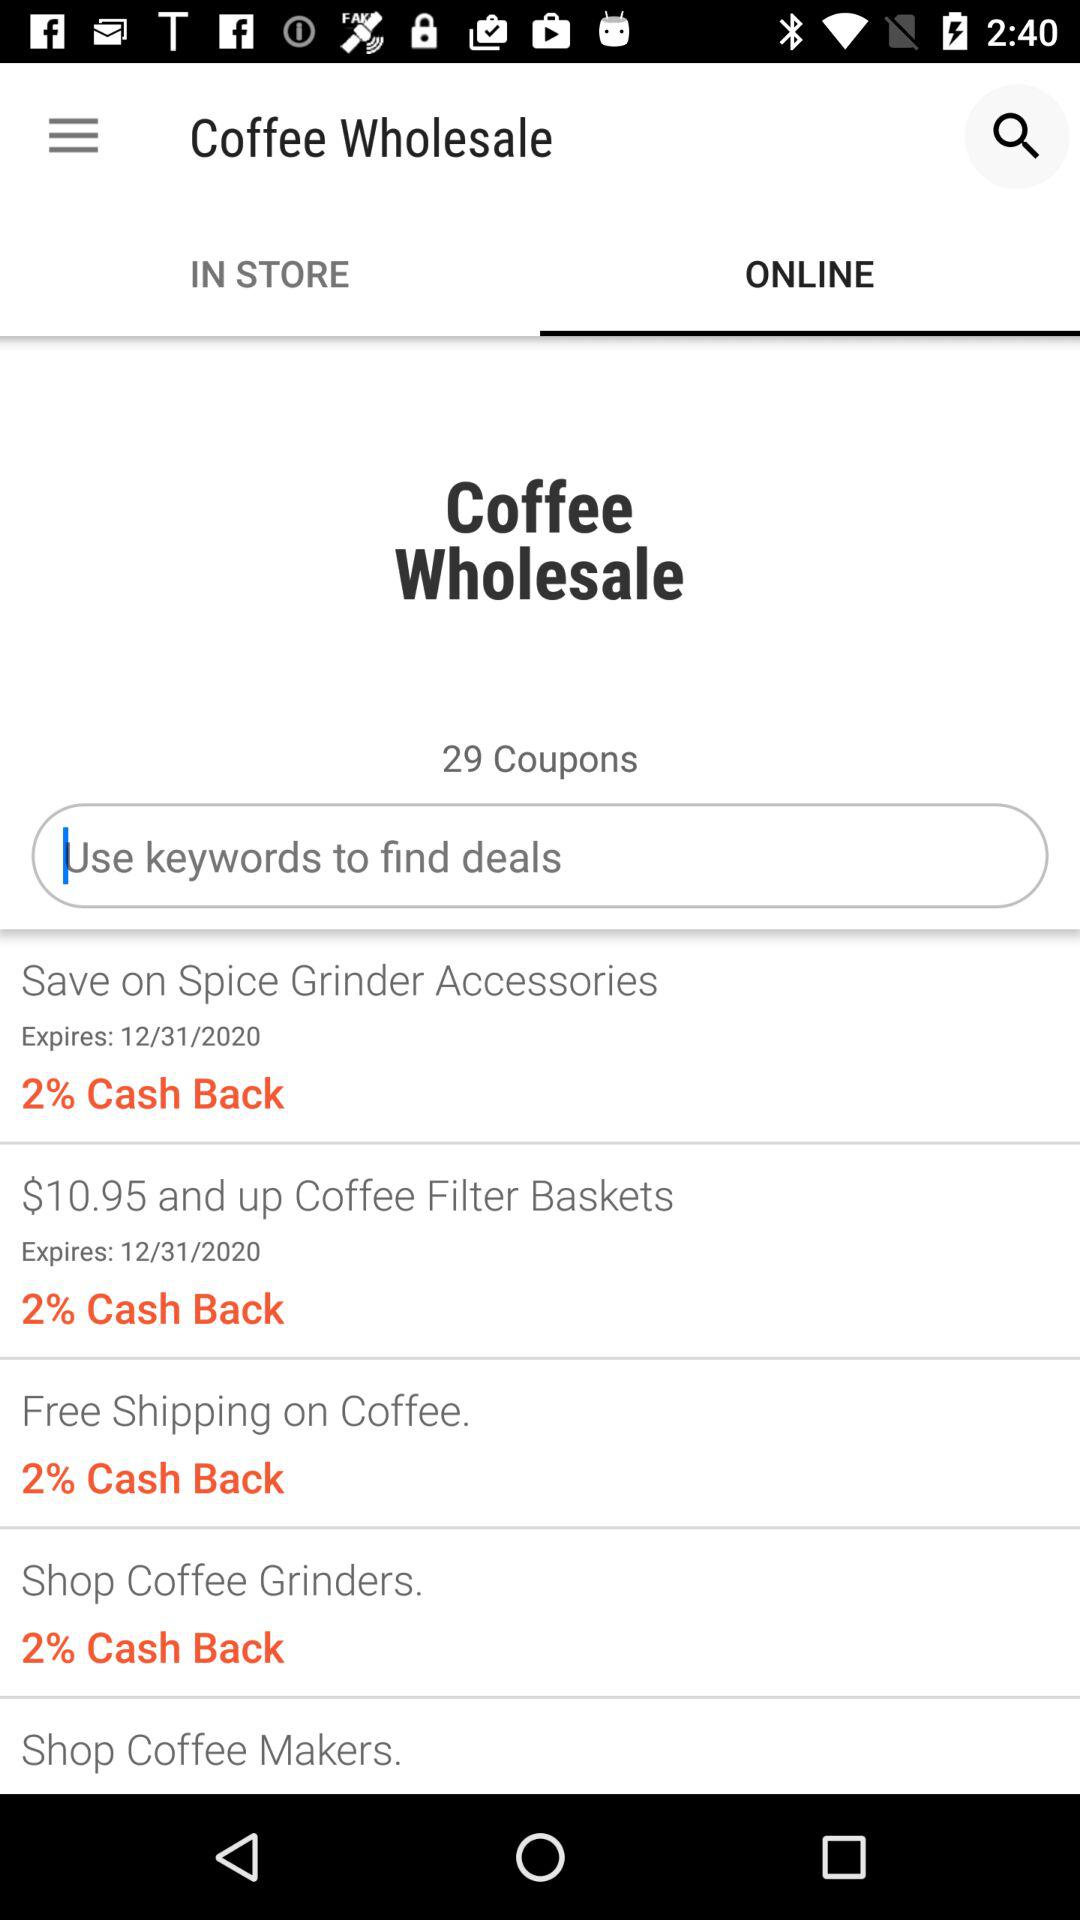 FAKE
2:40
Coffee Wholesale
IN STORE
ONLINE
Coffee
Wholesale
29 Coupons
Use keywords to find deals
Save on Spice Grinder Accessories
Expires: 12/31/2020
2% Cash Back
$10.95 and up Coffee Filter Baskets
Expires: 12/31/2020
2% Cash Back
Free Shipping on Coffee.
2% Cash Back
Shop Coffee Grinders.
2% Cash Back
Shop Coffee Makers.